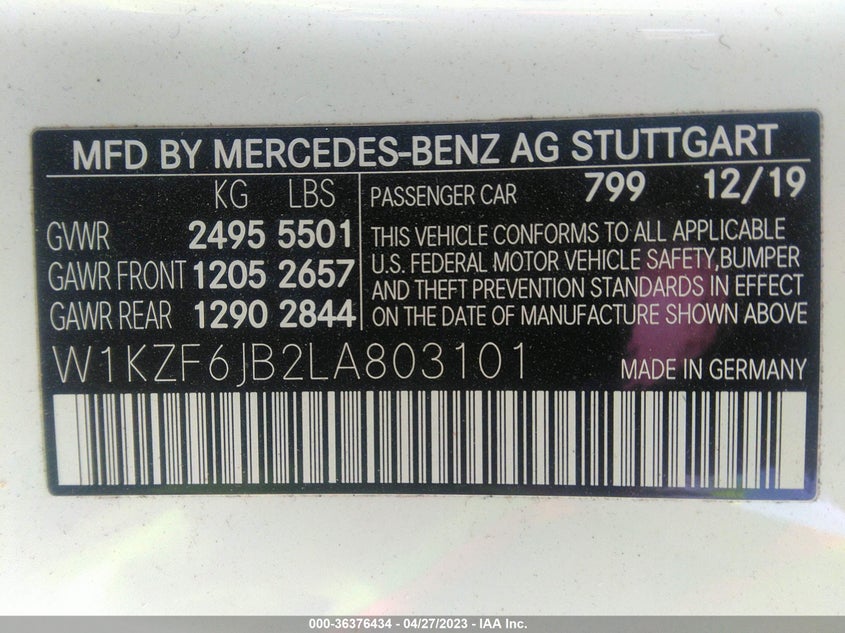 MFD BY MERCEDES-BENZ AG STUTTGART
KG LBS
GVWR 2495 5501
GAWR FRONT 1205 2657
GAWR REAR 1290 2844
PASSENGER CAR 799 12/19
THIS VEHICLE CONFORMS TO ALL APPLICABLE
U.S. FEDERAL MOTOR VEHICLE SAFETY,BUMPER
AND THEFT PREVENTION STANDARDS IN EFFECT
ON THE DATE OF MANUFACTURE SHOWN ABOVE
W1KZF6JB2LA803101
MADE IN GERMANY
000-36376434 - 04/27/2023 - IAA Inc.